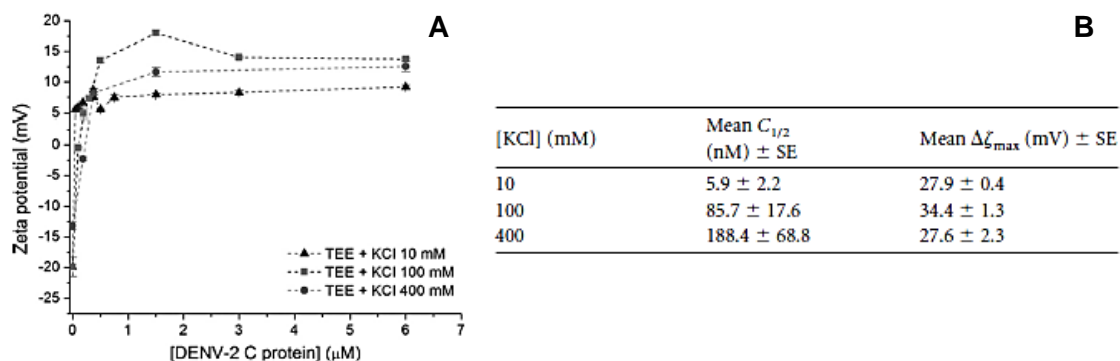 A
Zeta potential (mV)
20
15
10
5
0
-5
-10
-15
-20
-25
TEE + KCl 10 mM
TEE + KCl 100 mM
TEE + KCl 400 mM
0 1 2 3 4 5 6 7
[DENV-2 C protein] (μM)
B
[KCl] (mM) Mean C1/2 (nM) ± SE Mean Δζmax (mV) ± SE
10 5.9 ± 2.2 27.9 ± 0.4
100 85.7 ± 17.6 34.4 ± 1.3
400 188.4 ± 68.8 27.6 ± 2.3